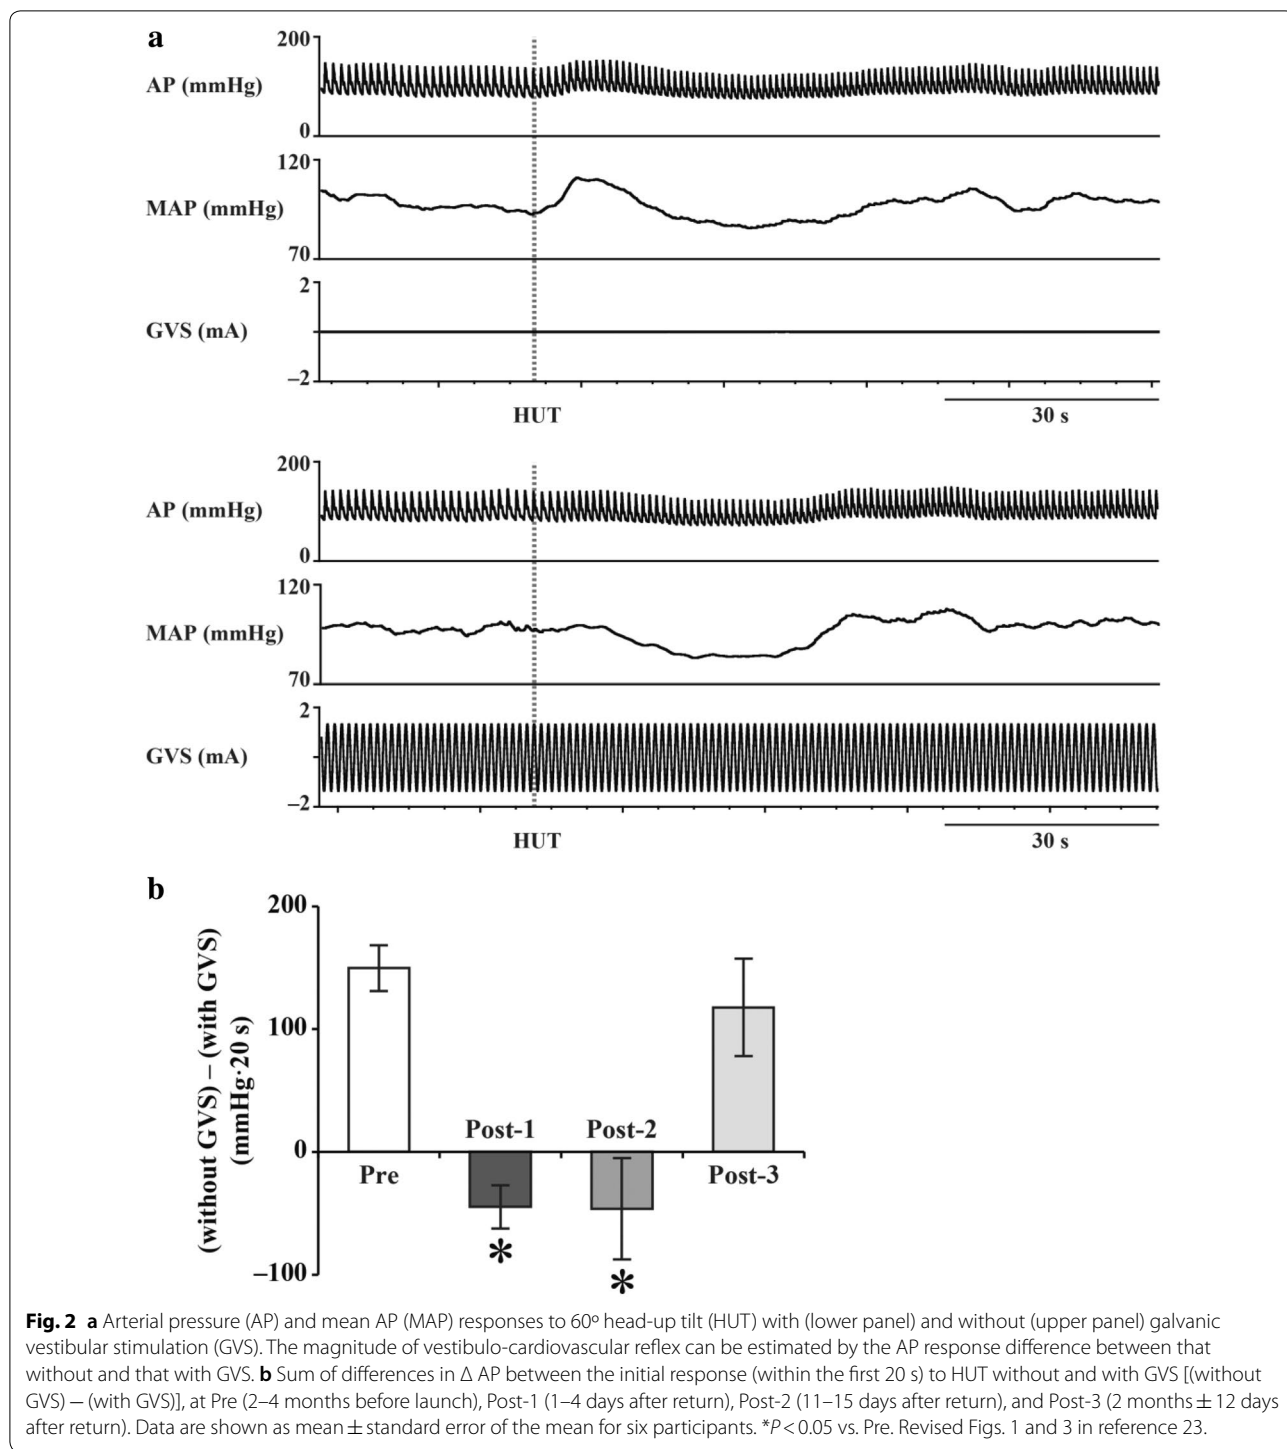 a
200
AP (mmHg)
0
120
MAP (mmHg)
70
2
GVS (mA)
–2
HUT
30 s
200
AP (mmHg)
0
120
MAP (mmHg)
70
2
GVS (mA)
–2
HUT
30 s
b
(without GVS) – (with GVS)
(mmHg·20 s)
200
100
0
–100
Pre
Post-1
Post-2
Post-3
*
*
Fig. 2 a Arterial pressure (AP) and mean AP (MAP) responses to 60º head-up tilt (HUT) with (lower panel) and without (upper panel) galvanic
vestibular stimulation (GVS). The magnitude of vestibulo-cardiovascular reflex can be estimated by the AP response difference between that
without and that with GVS. b Sum of differences in Δ AP between the initial response (within the first 20 s) to HUT without and with GVS [(without
GVS) — (with GVS)], at Pre (2–4 months before launch), Post-1 (1–4 days after return), Post-2 (11–15 days after return), and Post-3 (2 months ± 12 days
after return). Data are shown as mean ± standard error of the mean for six participants. *P < 0.05 vs. Pre. Revised Figs. 1 and 3 in reference 23.